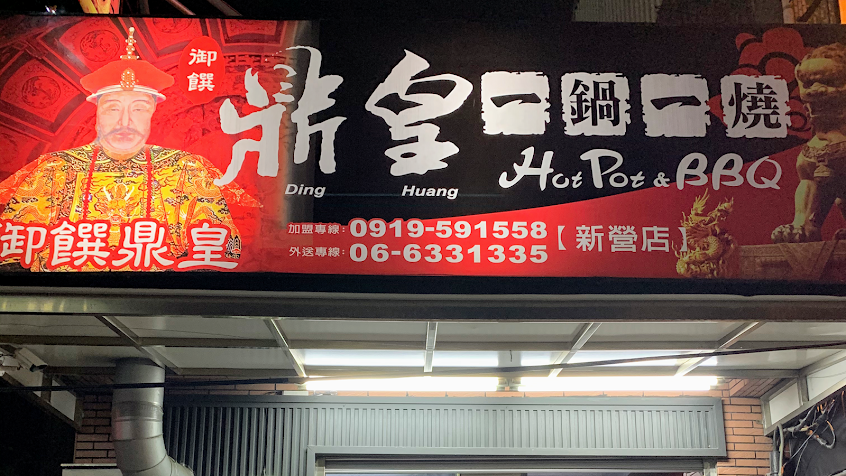 御饌
鼎皇一鍋一燒
Ding Huang
Hot Pot & BBQ
加盟專線:0919-591558
外送專線:06-6331335
【新營店】
御饌鼎皇